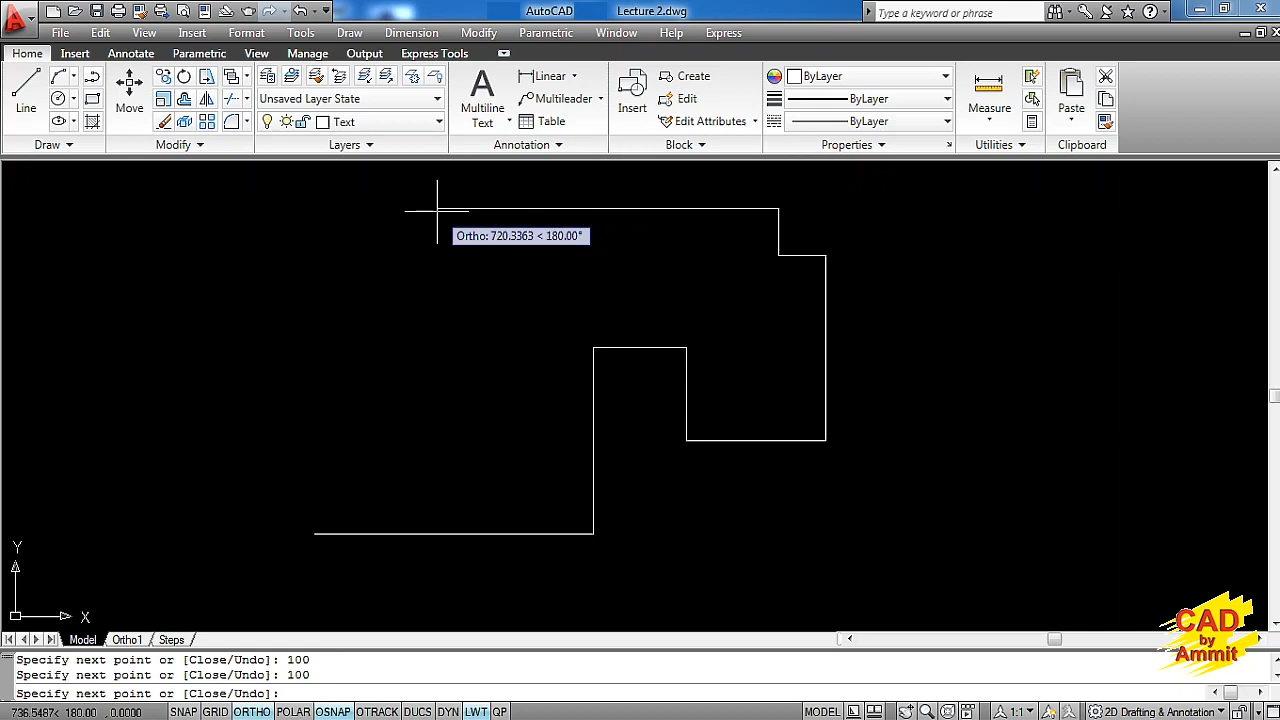 AutoCAD Lecture 2.dwg Type a keyword or phrase
File Edit View Insert Format Tools Draw Dimension Modify Parametric Window Help Express
Home Insert Annotate Parametric View Manage Output Express Tools
Linear Create ByLayer
Line Move Unsaved Layer State Multiline Text Multileader Insert Edit ByLayer Measure Paste
Text Table Edit Attributes ByLayer
Draw Modify Layers Annotation Block Properties Utilities Clipboard
Ortho: 720.3363 < 180.00°
Y
X
CAD
by
Ammit
Model Ortho1 Steps
Specify next point or [Close/Undo]: 100
Specify next point or [Close/Undo]: 100
Specify next point or [Close/Undo]:
736.5487< 180.00 , 0.0000 SNAP GRID ORTHO POLAR OSNAP OTRACK DUCS DYN LWT QP MODEL 1:1 2D Drafting & Annotation